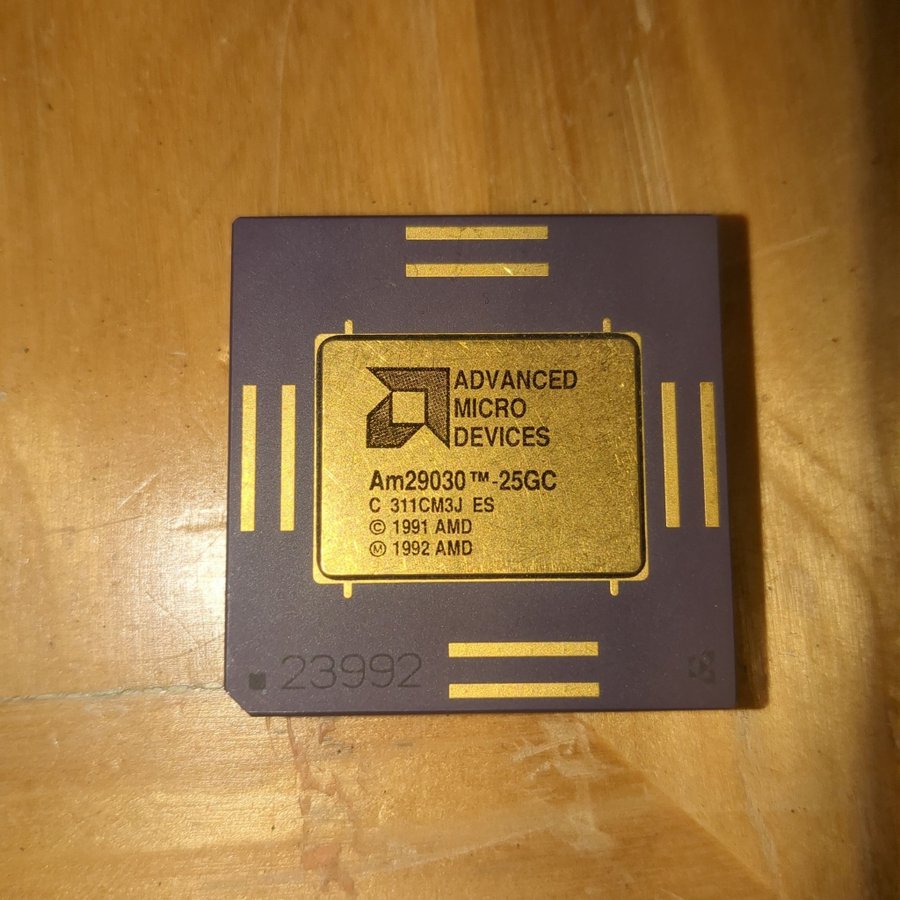 ADVANCED
MICRO
DEVICES
Am29030™-25GC
C 311CM3J ES
© 1991 AMD
Ⓜ 1992 AMD
23992